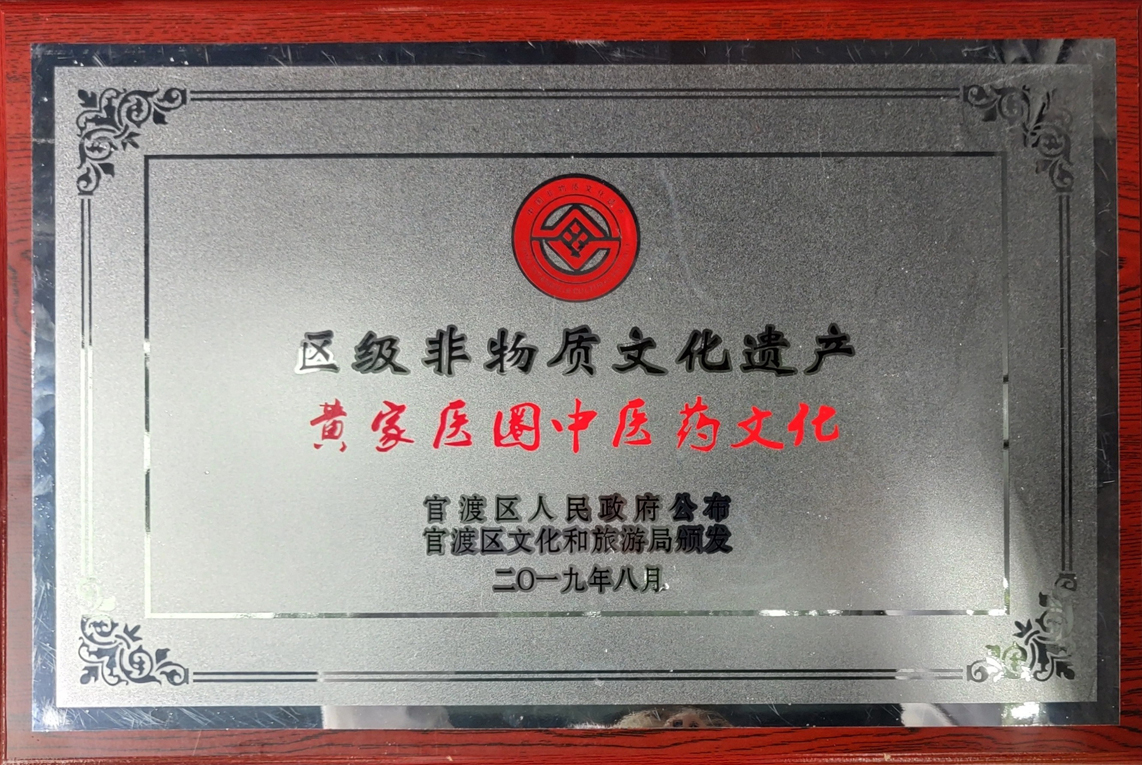 区级非物质文化遗产
黄家医圈中医药文化
官渡区人民政府公布
官渡区文化和旅游局颁发
二〇一九年八月